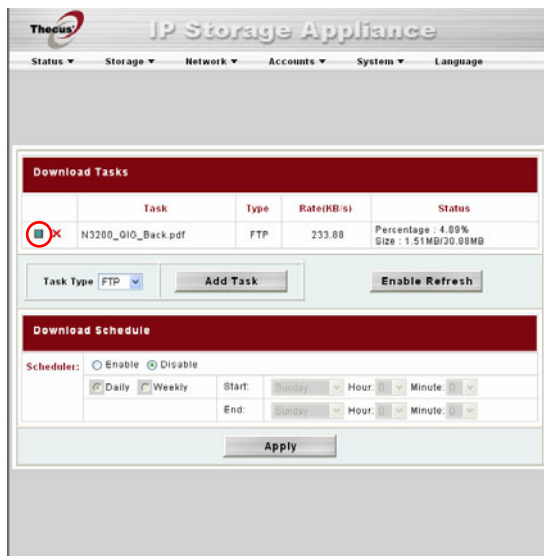 Thecus IP Storage Appliance
Status Storage Network Accounts System Language
Download Tasks
Task Type Rate(KB/s) Status
N3200_QIG_Back.pdf FTP 233.88 Percentage : 4.89%
Size : 1.51MB/30.88MB
Task Type FTP Add Task Enable Refresh
Download Schedule
Scheduler: Enable Disable
Daily Weekly Start: Sunday Hour: 0 Minute: 0
End: Sunday Hour: 0 Minute: 0
Apply